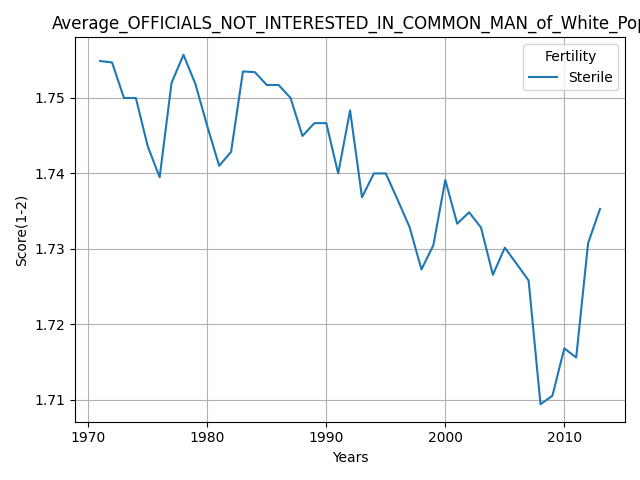 Average_OFFICIALS_NOT_INTERESTED_IN_COMMON_MAN_of_White_Pop
Fertility
Sterile
Score(1-2)
1.75
1.74
1.73
1.72
1.71
1970
1980
1990
2000
2010
Years